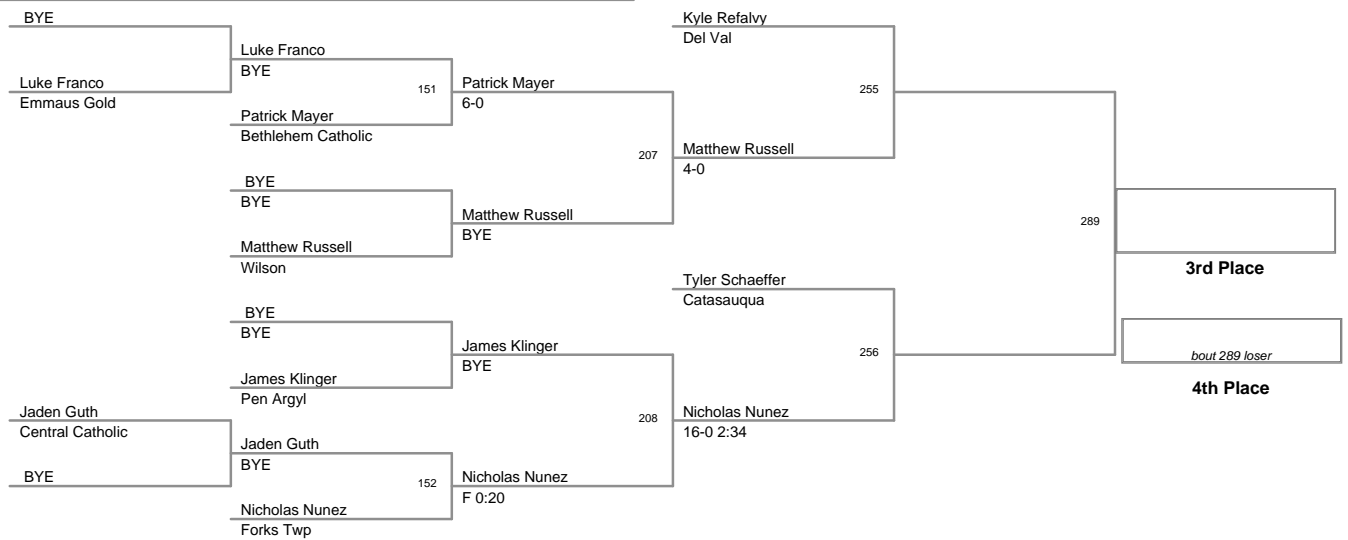 BYE
Luke Franco
Emmaus Gold
Luke Franco
BYE
151
Patrick Mayer
Bethlehem Catholic
Patrick Mayer
6-0
BYE
BYE
Matthew Russell
Wilson
Matthew Russell
BYE
207
Kyle Refalvy
Del Val
255
Matthew Russell
4-0
BYE
BYE
James Klinger
Pen Argyl
James Klinger
BYE
Jaden Guth
Central Catholic
BYE
Jaden Guth
BYE
152
Nicholas Nunez
Forks Twp
Nicholas Nunez
F 0:20
208
Tyler Schaeffer
Catasauqua
256
Nicholas Nunez
16-0 2:34
289
3rd Place
bout 289 loser
4th Place